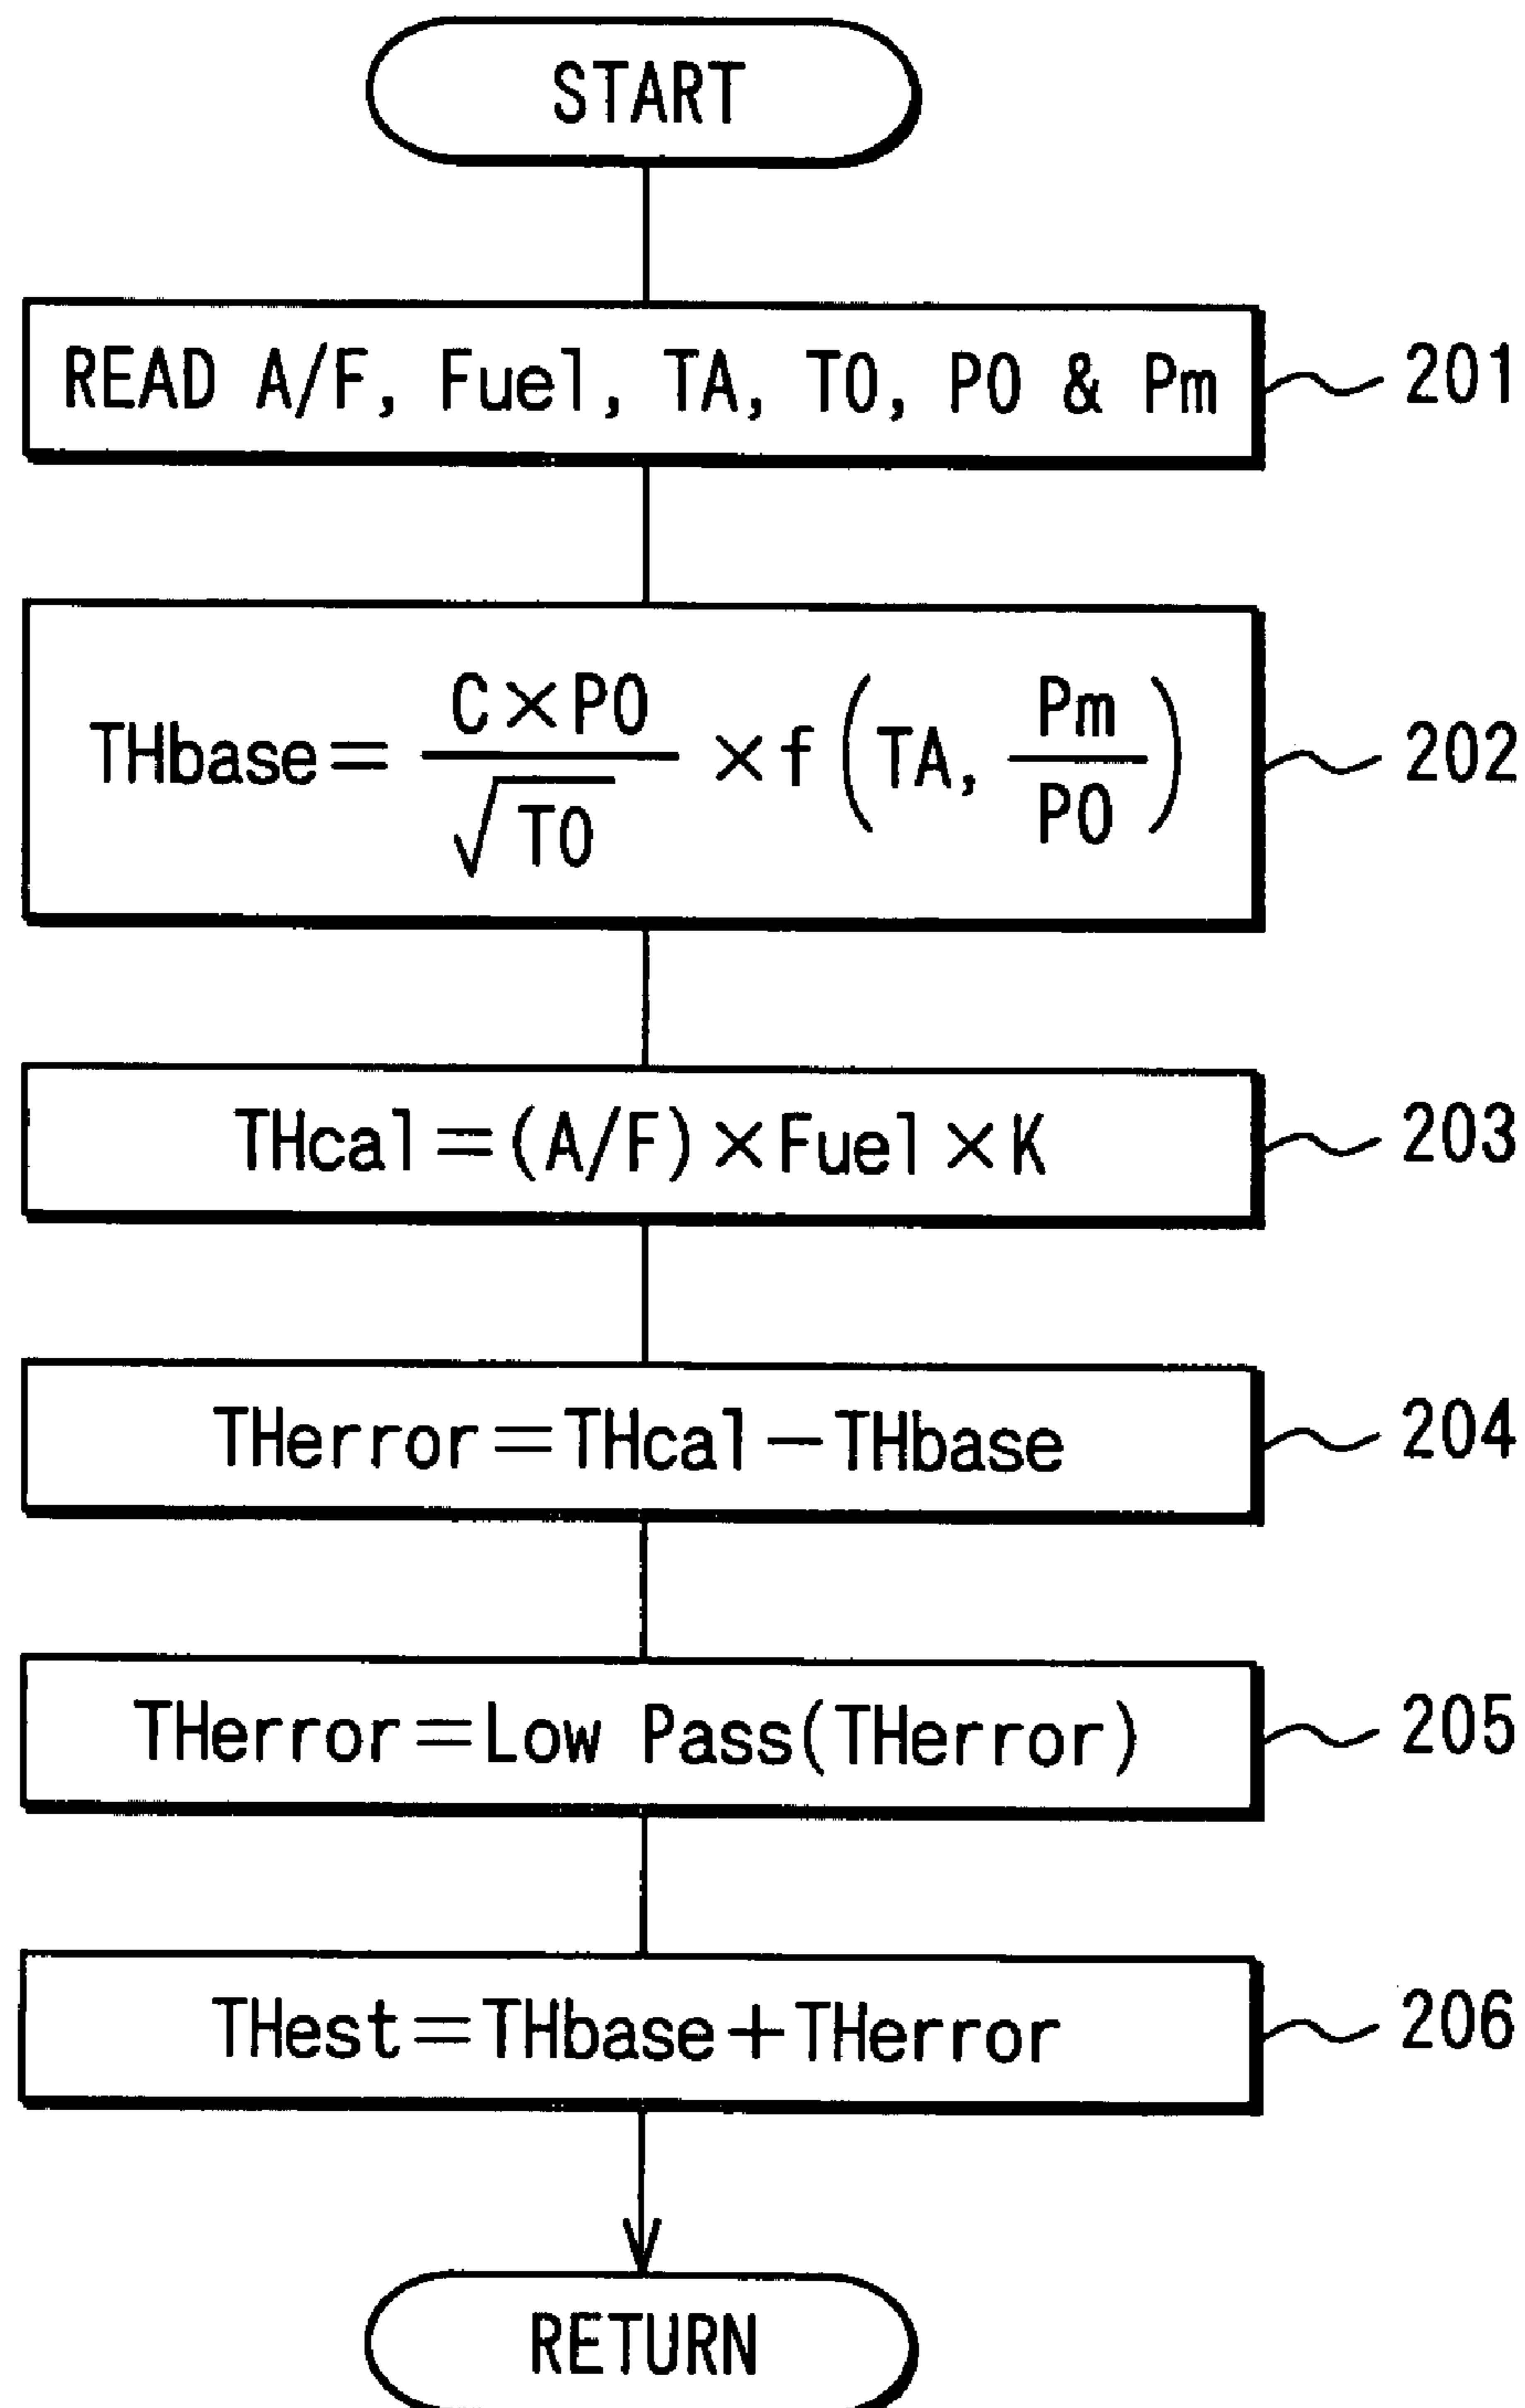 START
READ A/F, Fuel, TA, T0, P0 & Pm 201
THbase = C×P0 / √T0 × f(TA, Pm / P0) 202
THcal=(A/F)×Fuel×K 203
THerror=THcal−THbase 204
THerror=Low Pass(THerror) 205
THest=THbase+THerror 206
RETURN